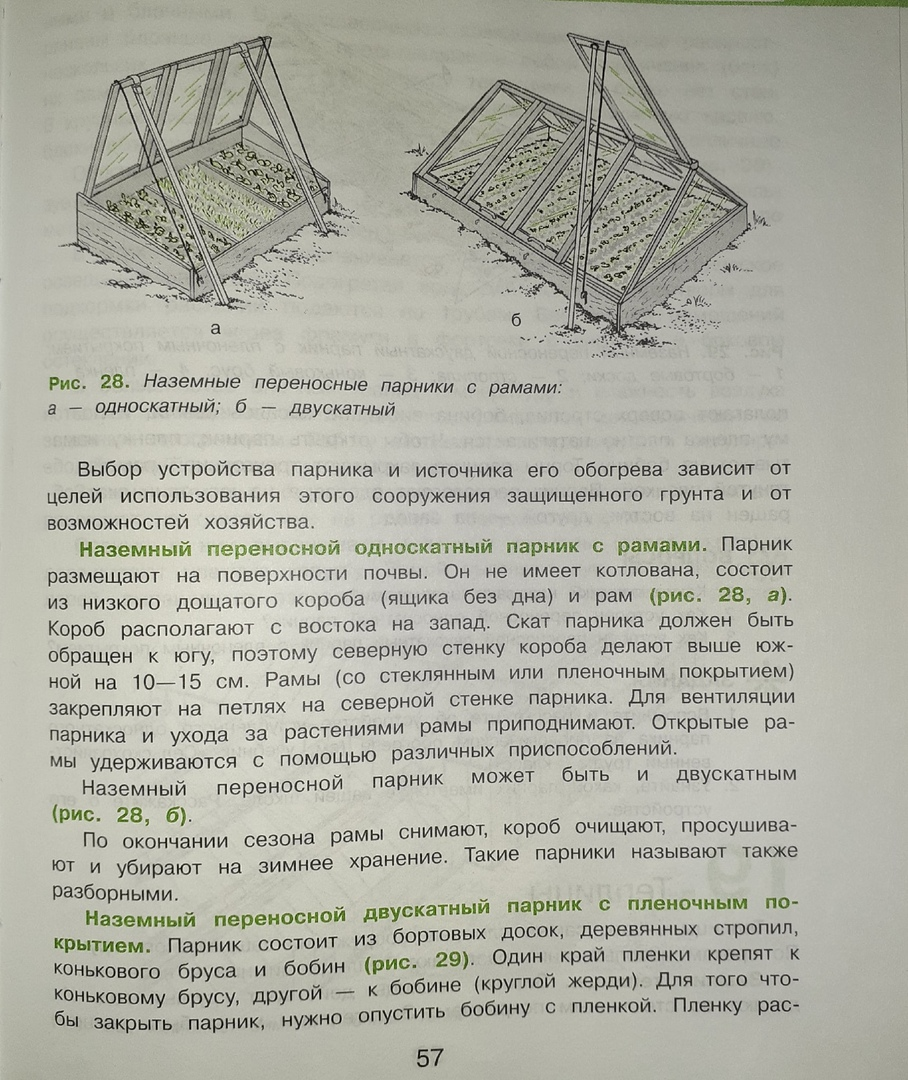 а
б
Рис. 28. Наземные переносные парники с рамами:
а — односкатный; б — двускатный
Выбор устройства парника и источника его обогрева зависит от
целей использования этого сооружения защищенного грунта и от
возможностей хозяйства.
Наземный переносной односкатный парник с рамами. Парник
размещают на поверхности почвы. Он не имеет котлована, состоит
из низкого дощатого короба (ящика без дна) и рам (рис. 28, а).
Короб располагают с востока на запад. Скат парника должен быть
обращен к югу, поэтому северную стенку короба делают выше юж-
ной на 10—15 см. Рамы (со стеклянным или пленочным покрытием)
закрепляют на петлях на северной стенке парника. Для вентиляции
парника и ухода за растениями рамы приподнимают. Открытые ра-
мы удерживаются с помощью различных приспособлений.
Наземный переносной парник может быть и двускатным
(рис. 28, б).
По окончании сезона рамы снимают, короб очищают, просушива-
ют и убирают на зимнее хранение. Такие парники называют также
разборными.
Наземный переносной двускатный парник с пленочным по-
крытием. Парник состоит из бортовых досок, деревянных стропил,
конькового бруса и бобин (рис. 29). Один край пленки крепят к
коньковому брусу, другой — к бобине (круглой жерди). Для того что-
бы закрыть парник, нужно опустить бобину с пленкой. Пленку рас-
57